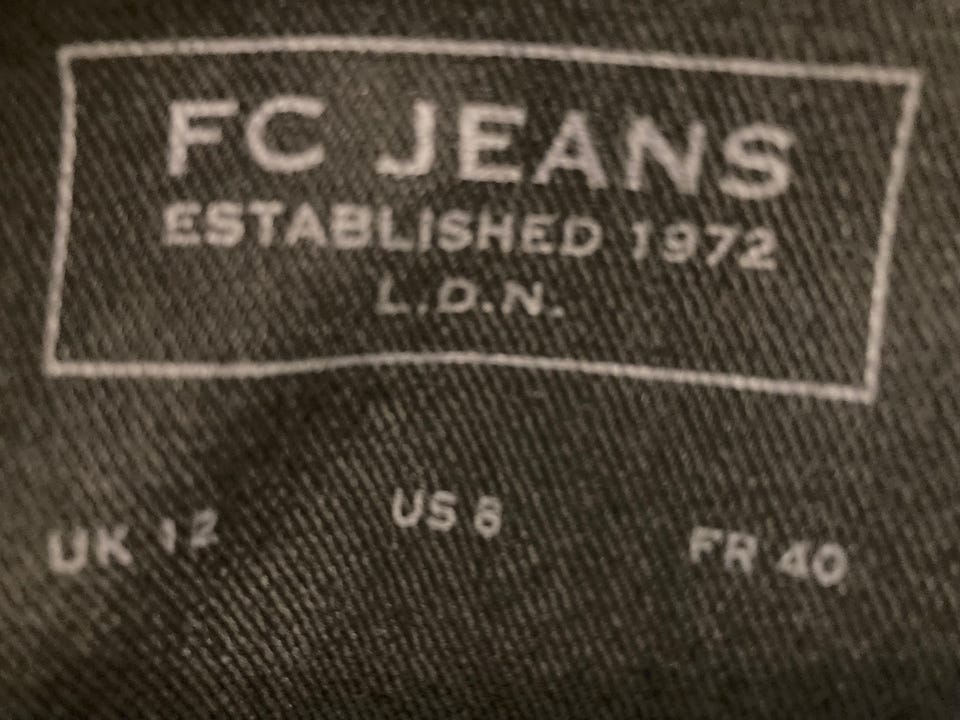 FC JEANS
ESTABLISHED 1972
L.D.N.
UK 12 US 8 FR 40